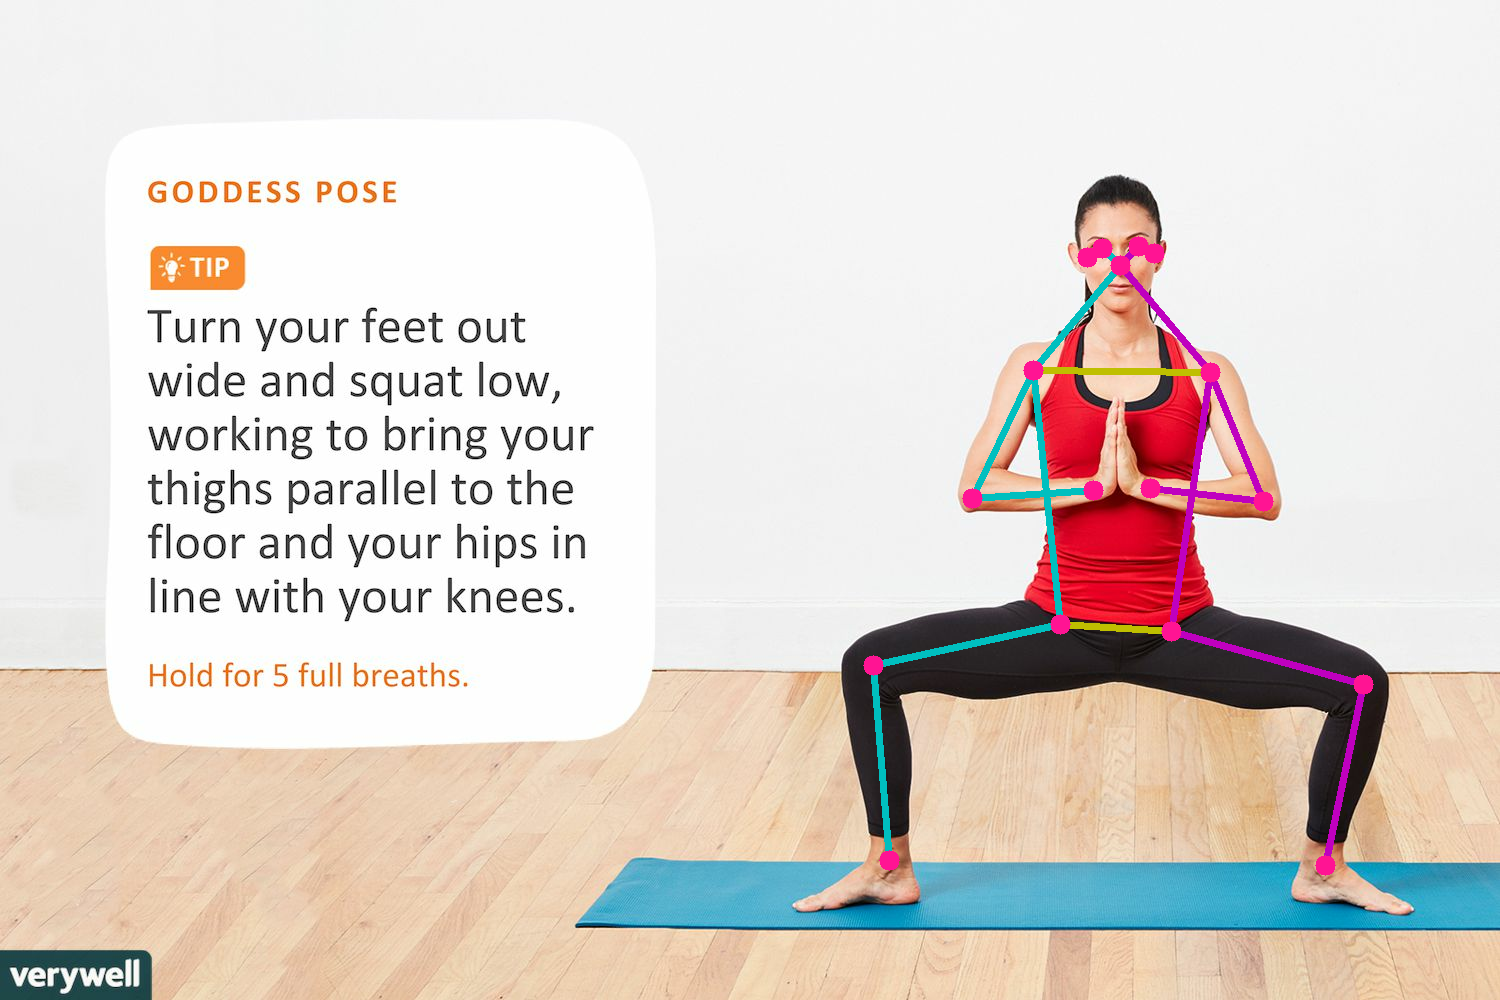 GODDESS POSE
TIP
Turn your feet out
wide and squat low,
working to bring your
thighs parallel to the
floor and your hips in
line with your knees.
Hold for 5 full breaths.
verywell